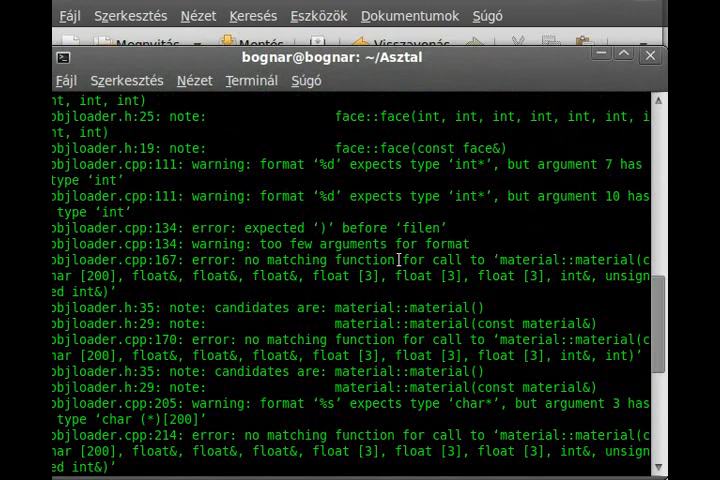 Fájl Szerkesztés Nézet Keresés Eszközök Dokumentumok Súgó
Megnyitás Mentés Visszavonás
bognar@bognar: ~/Asztal
Fájl Szerkesztés Nézet Terminál Súgó
nt, int, int)
objloader.h:25: note:                 face::face(int, int, int, int, int, int, i
nt, int)
objloader.h:19: note:                 face::face(const face&)
objloader.cpp:111: warning: format ‘%d’ expects type ‘int*’, but argument 7 has
type ‘int’
objloader.cpp:111: warning: format ‘%d’ expects type ‘int*’, but argument 10 has
type ‘int’
objloader.cpp:134: error: expected ‘)’ before ‘filen’
objloader.cpp:134: warning: too few arguments for format
objloader.cpp:167: error: no matching function for call to ‘material::material(c
har [200], float&, float&, float&, float [3], float [3], float [3], int&, unsign
ed int&)’
objloader.h:35: note: candidates are: material::material()
objloader.h:29: note:                 material::material(const material&)
objloader.cpp:170: error: no matching function for call to ‘material::material(c
har [200], float&, float&, float&, float [3], float [3], float [3], int&, int)’
objloader.h:35: note: candidates are: material::material()
objloader.h:29: note:                 material::material(const material&)
objloader.cpp:205: warning: format ‘%s’ expects type ‘char*’, but argument 3 has
type ‘char (*)[200]’
objloader.cpp:214: error: no matching function for call to ‘material::material(c
har [200], float&, float&, float&, float [3], float [3], float [3], int&, unsign
ed int&)’